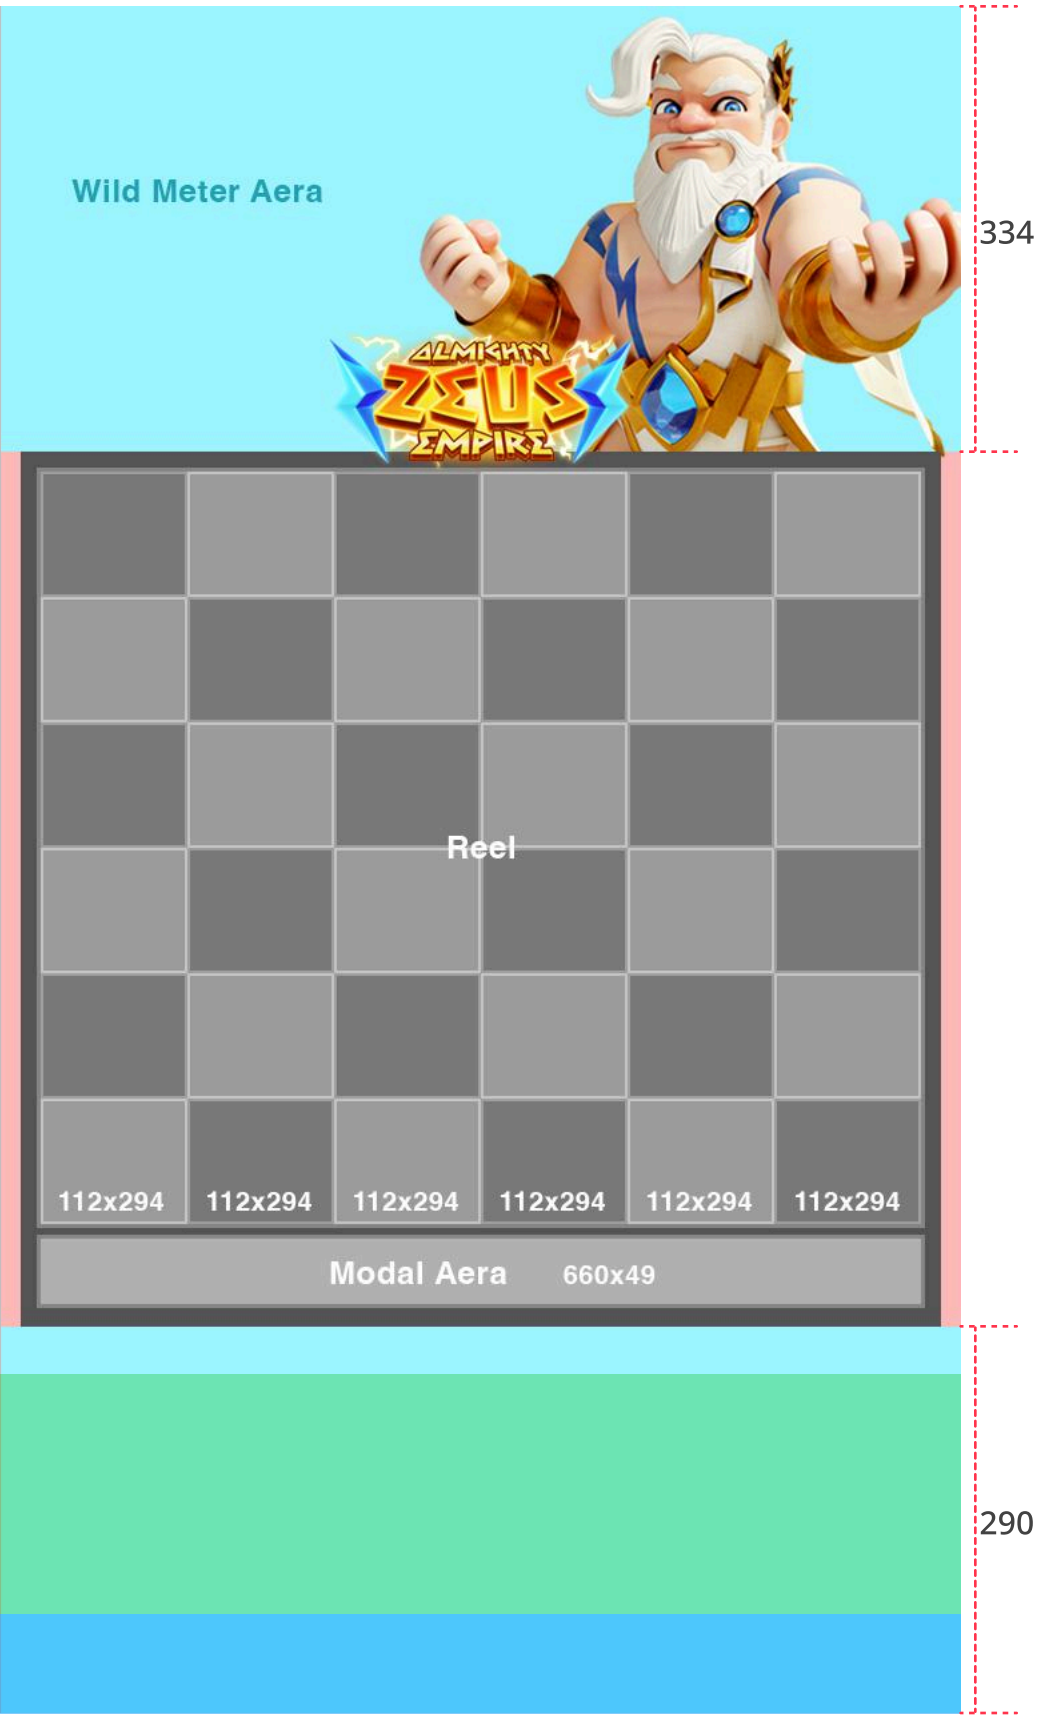 Wild Meter Aera
334
ALMIGHTY
ZEUS
EMPIRE
Reel
112x294 112x294 112x294 112x294 112x294 112x294
Modal Aera 660x49
290